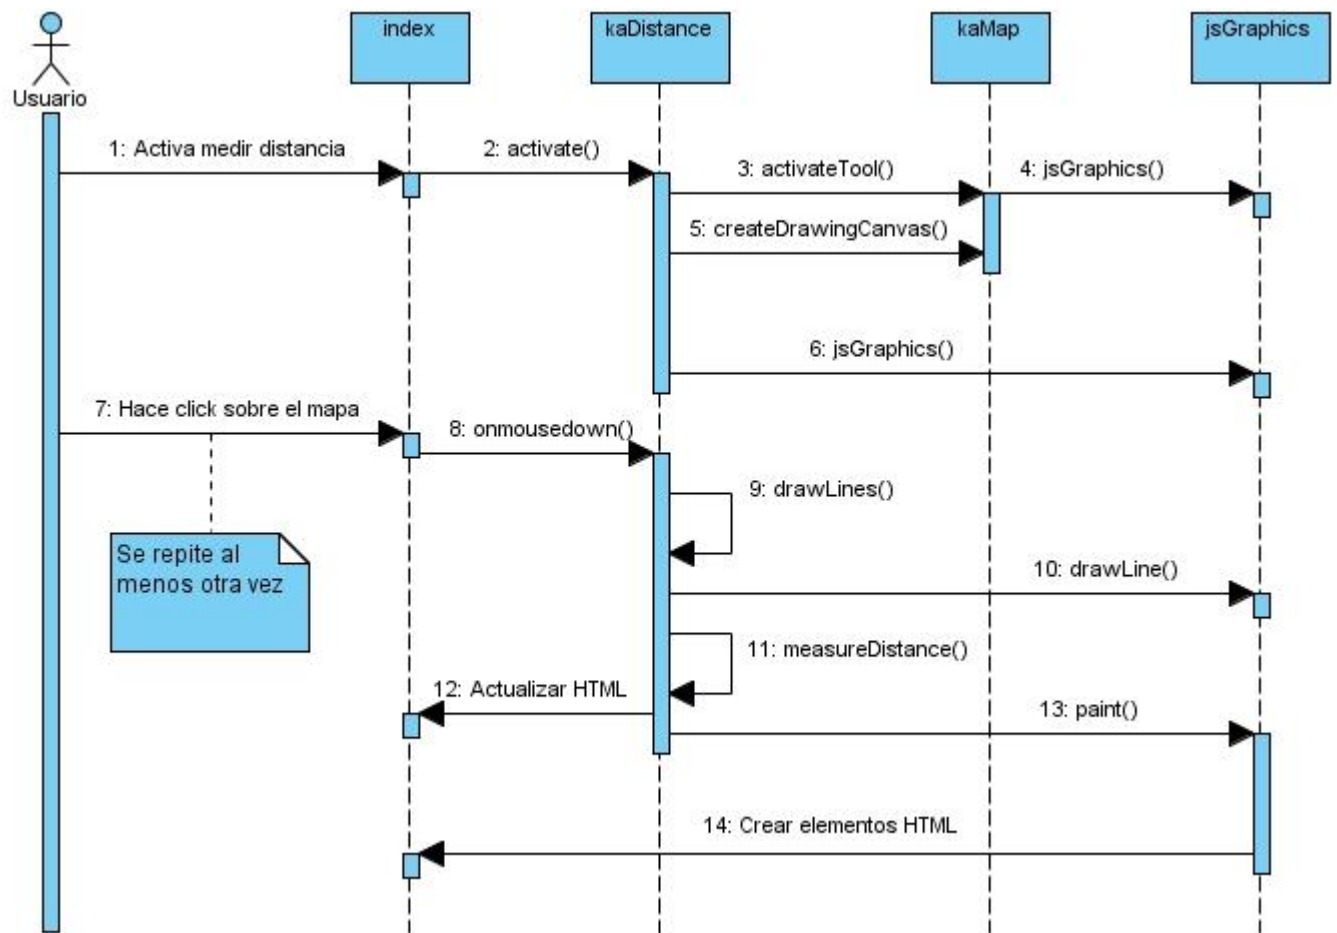 index
kaDistance
kaMap
jsGraphics
Usuario
1: Activa medir distancia
2: activate()
3: activateTool()
4: jsGraphics()
5: createDrawingCanvas()
6: jsGraphics()
7: Hace click sobre el mapa
8: onmousedown()
9: drawLines()
Se repite al
menos otra vez
10: drawLine()
11: measureDistance()
12: Actualizar HTML
13: paint()
14: Crear elementos HTML